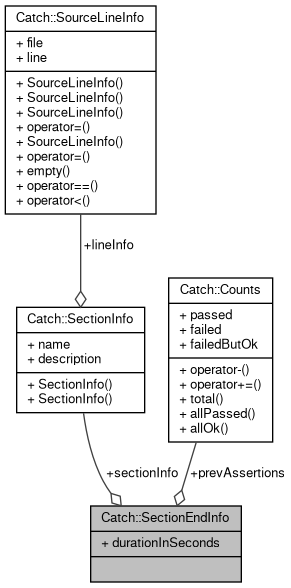 Catch::SourceLineInfo
+ file
+ line
+ SourceLineInfo()
+ SourceLineInfo()
+ SourceLineInfo()
+ operator=()
+ SourceLineInfo()
+ operator=()
+ empty()
+ operator==()
+ operator<()
+lineInfo
Catch::SectionInfo
+ name
+ description
+ SectionInfo()
+ SectionInfo()
Catch::Counts
+ passed
+ failed
+ failedButOk
+ operator-()
+ operator+=()
+ total()
+ allPassed()
+ allOk()
+sectionInfo
+prevAssertions
Catch::SectionEndInfo
+ durationInSeconds